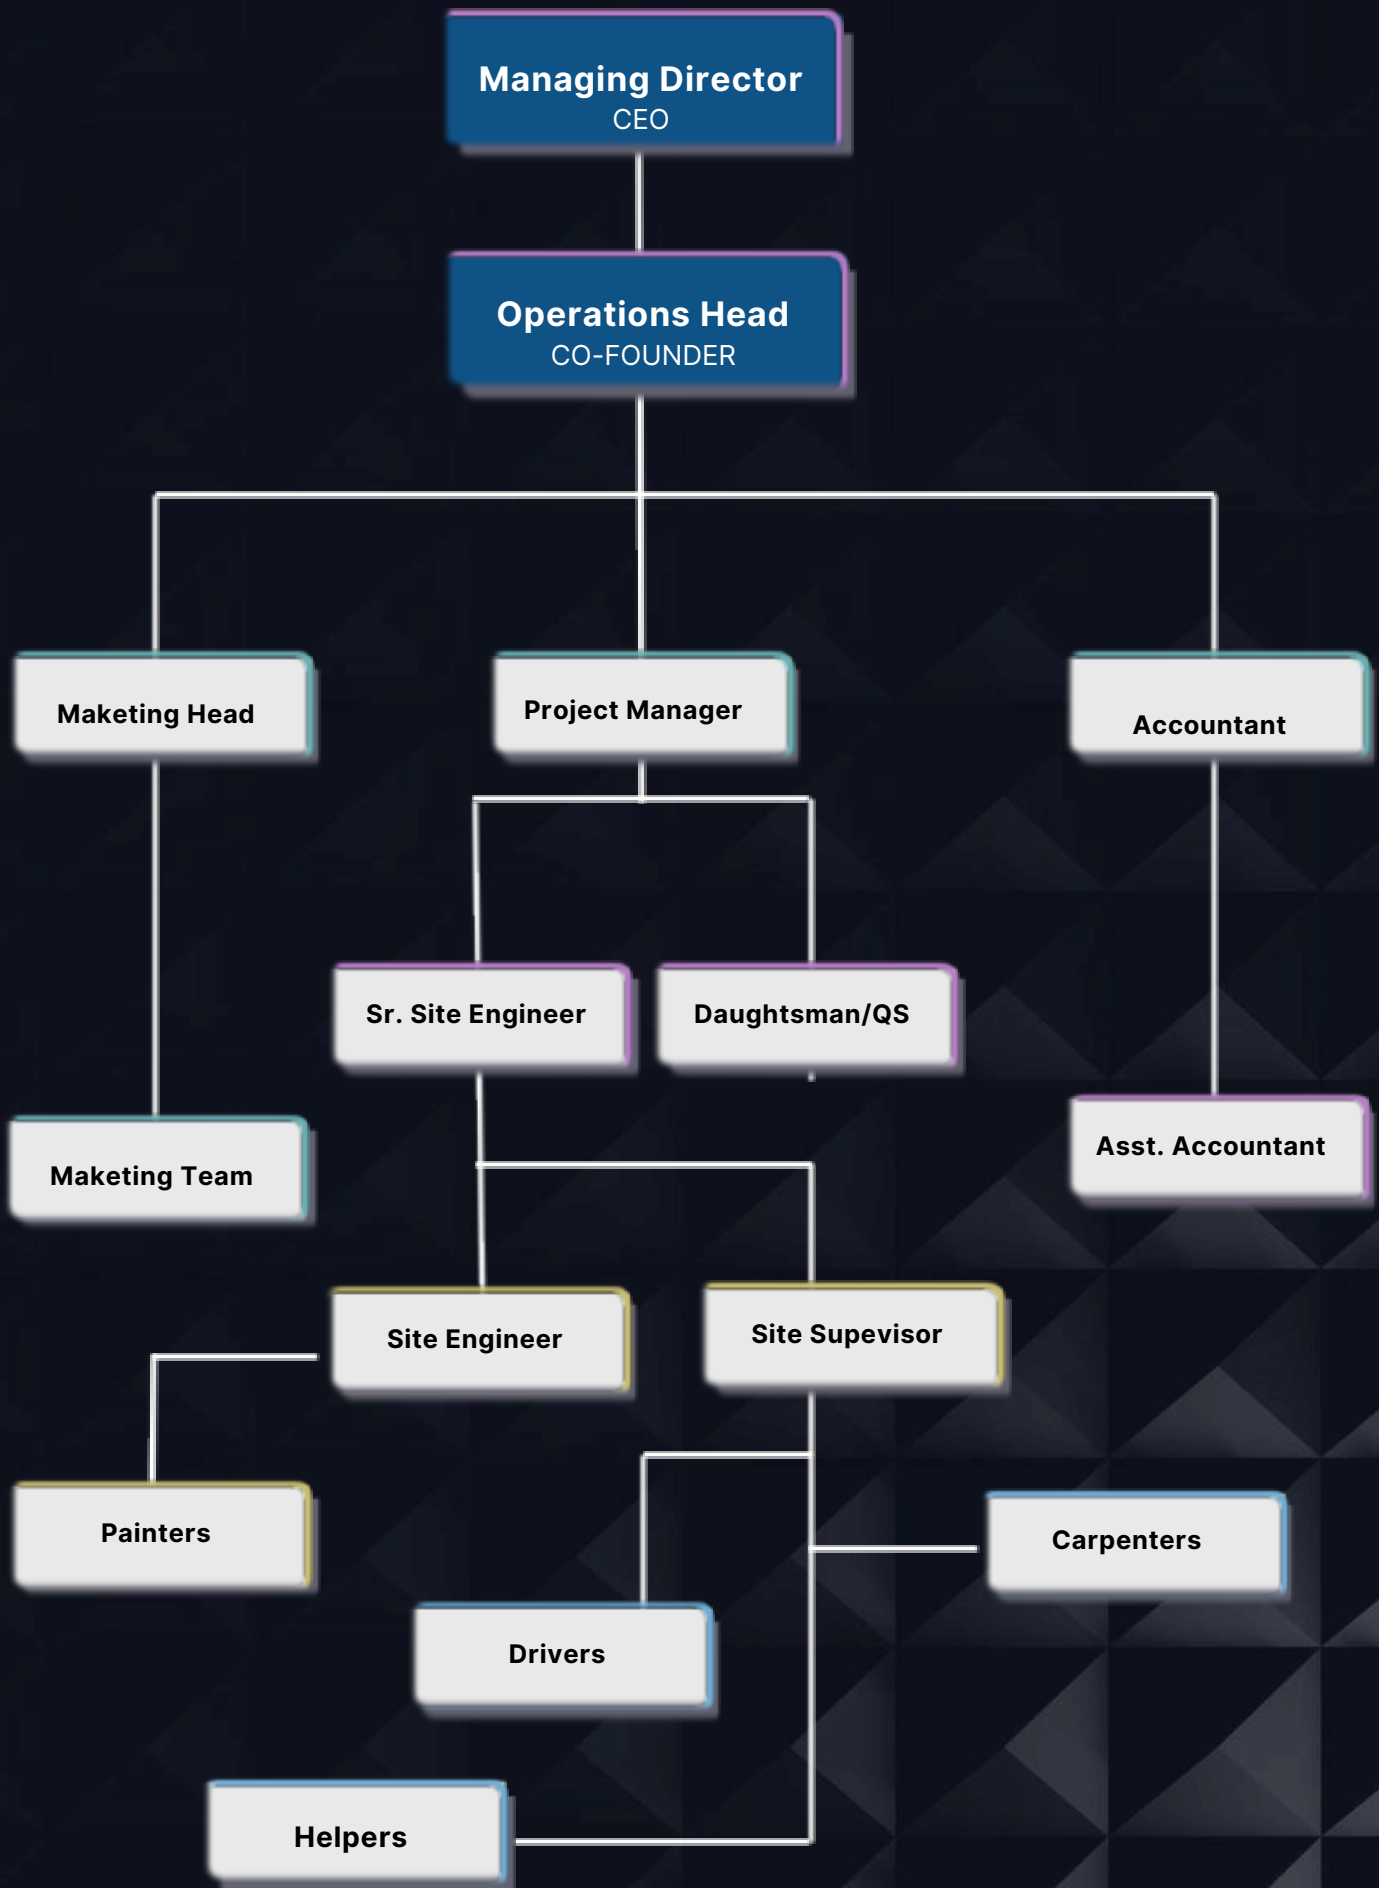 Managing Director
CEO
Operations Head
CO-FOUNDER
Maketing Head
Project Manager
Accountant
Sr. Site Engineer
Daughtsman/QS
Maketing Team
Asst. Accountant
Site Engineer
Site Supevisor
Painters
Carpenters
Drivers
Helpers